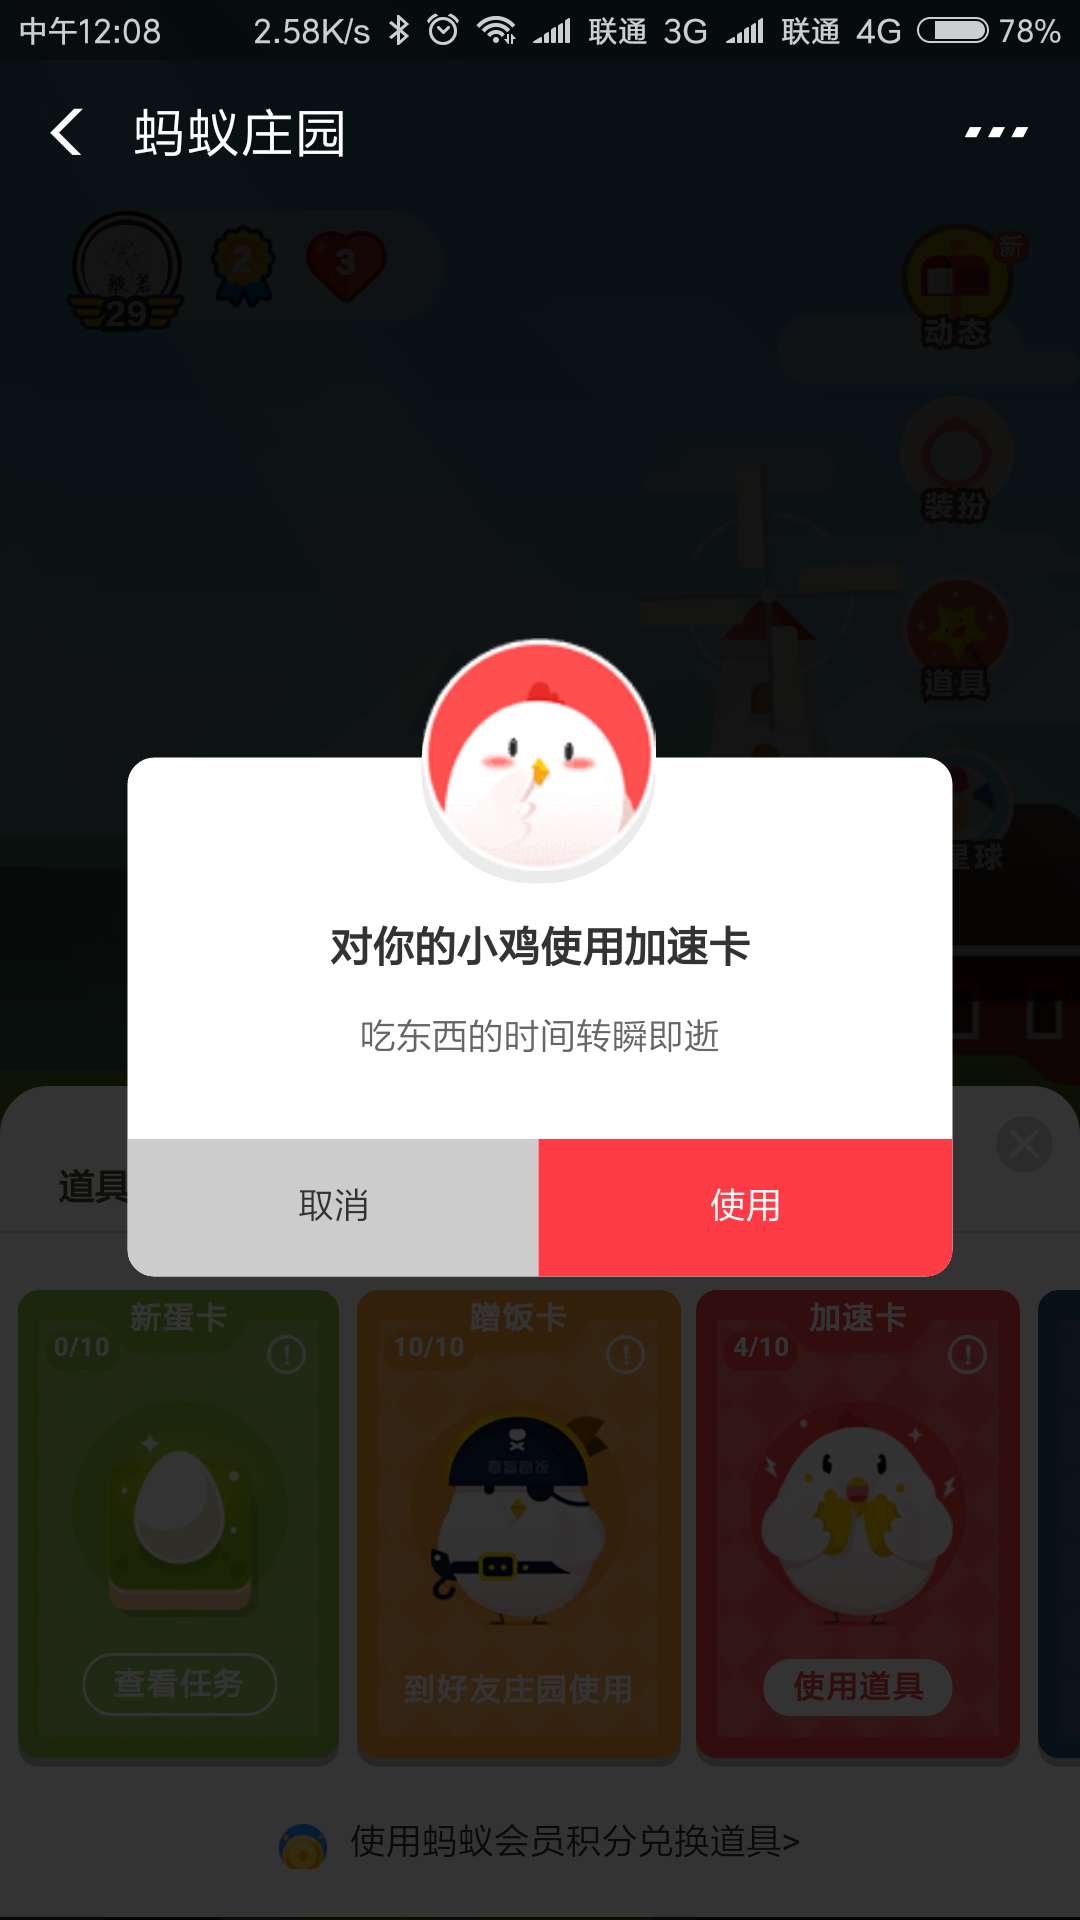 中午12:08 2.58K/s 联通 3G 联通 4G 78%
蚂蚁庄园
29 2 3 新
动态
装扮
道具
星球
对你的小鸡使用加速卡
吃东西的时间转瞬即逝
取消 使用
道具
新蛋卡 蹭饭卡 加速卡
0/10 10/10 4/10
查看任务 到好友庄园使用 使用道具
使用蚂蚁会员积分兑换道具>